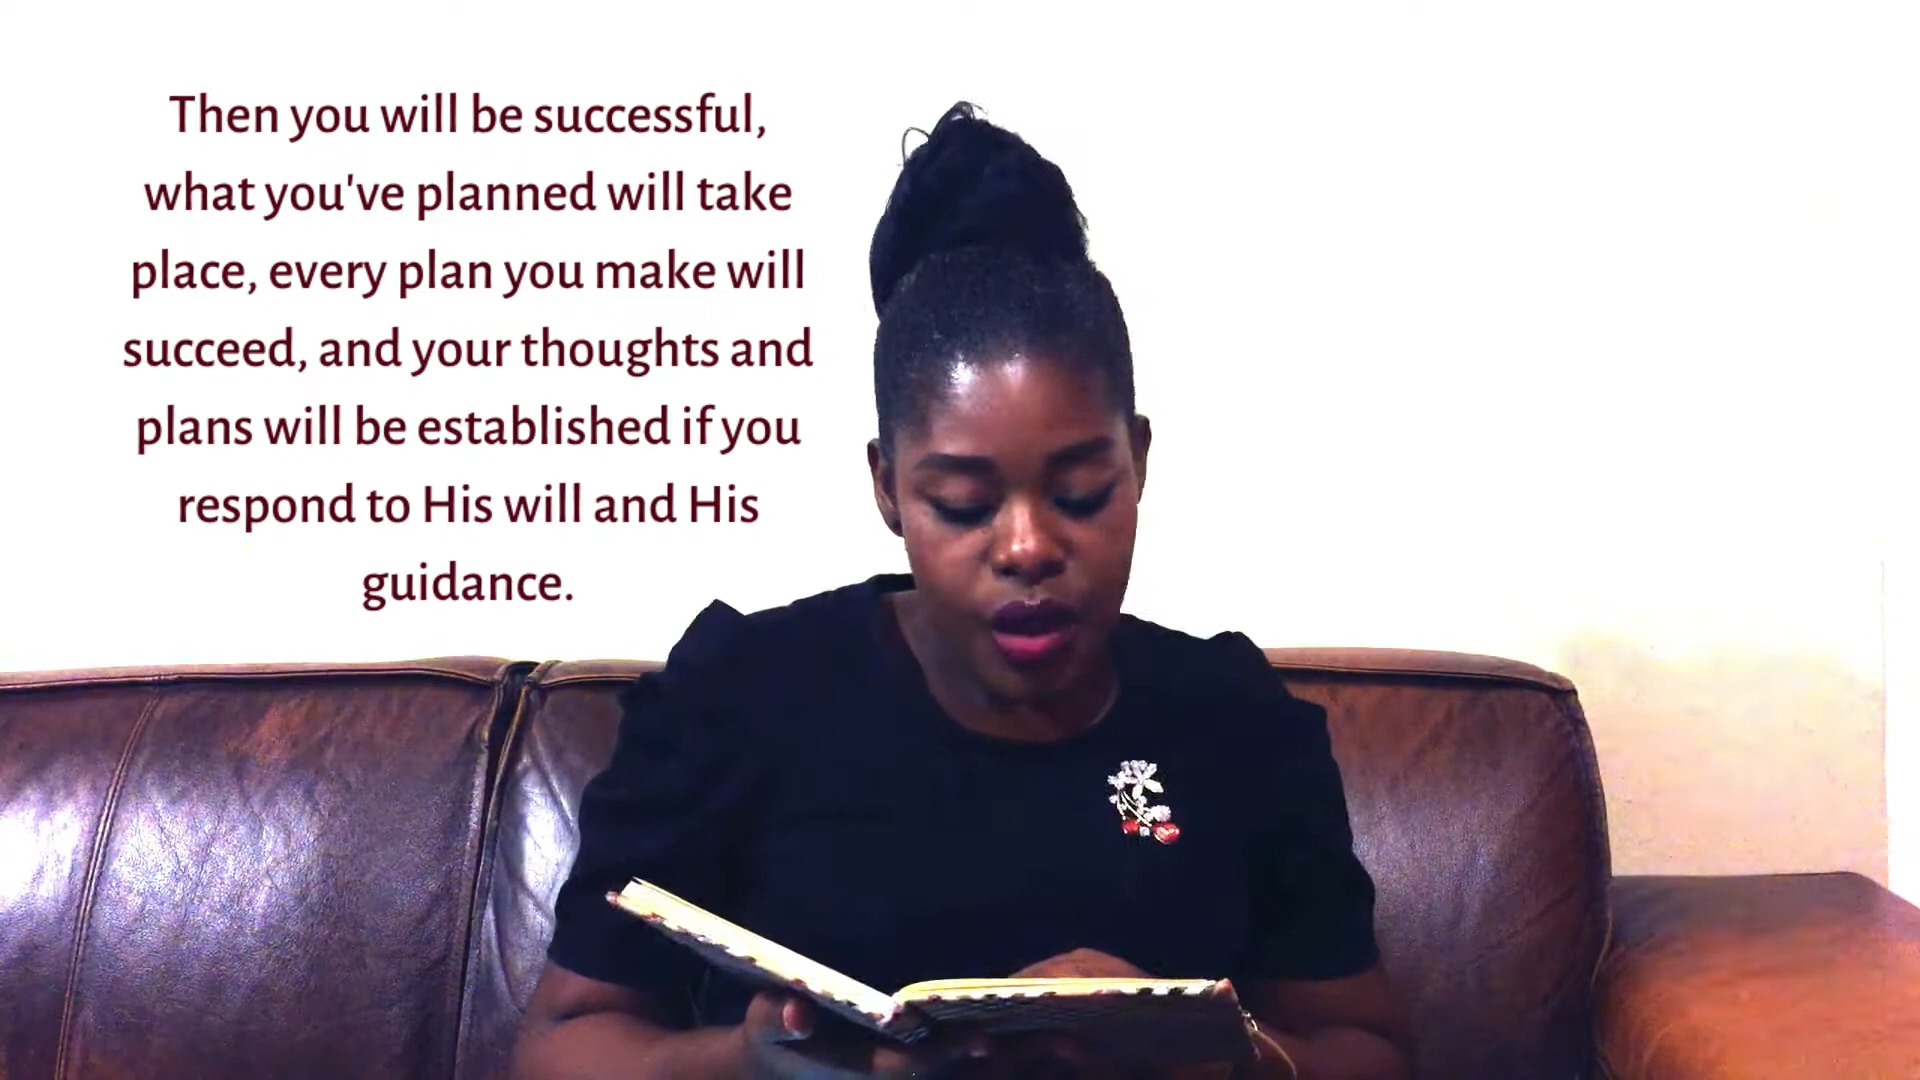 Then you will be successful,
what you've planned will take
place, every plan you make will
succeed, and your thoughts and
plans will be established if you
respond to His will and His
guidance.